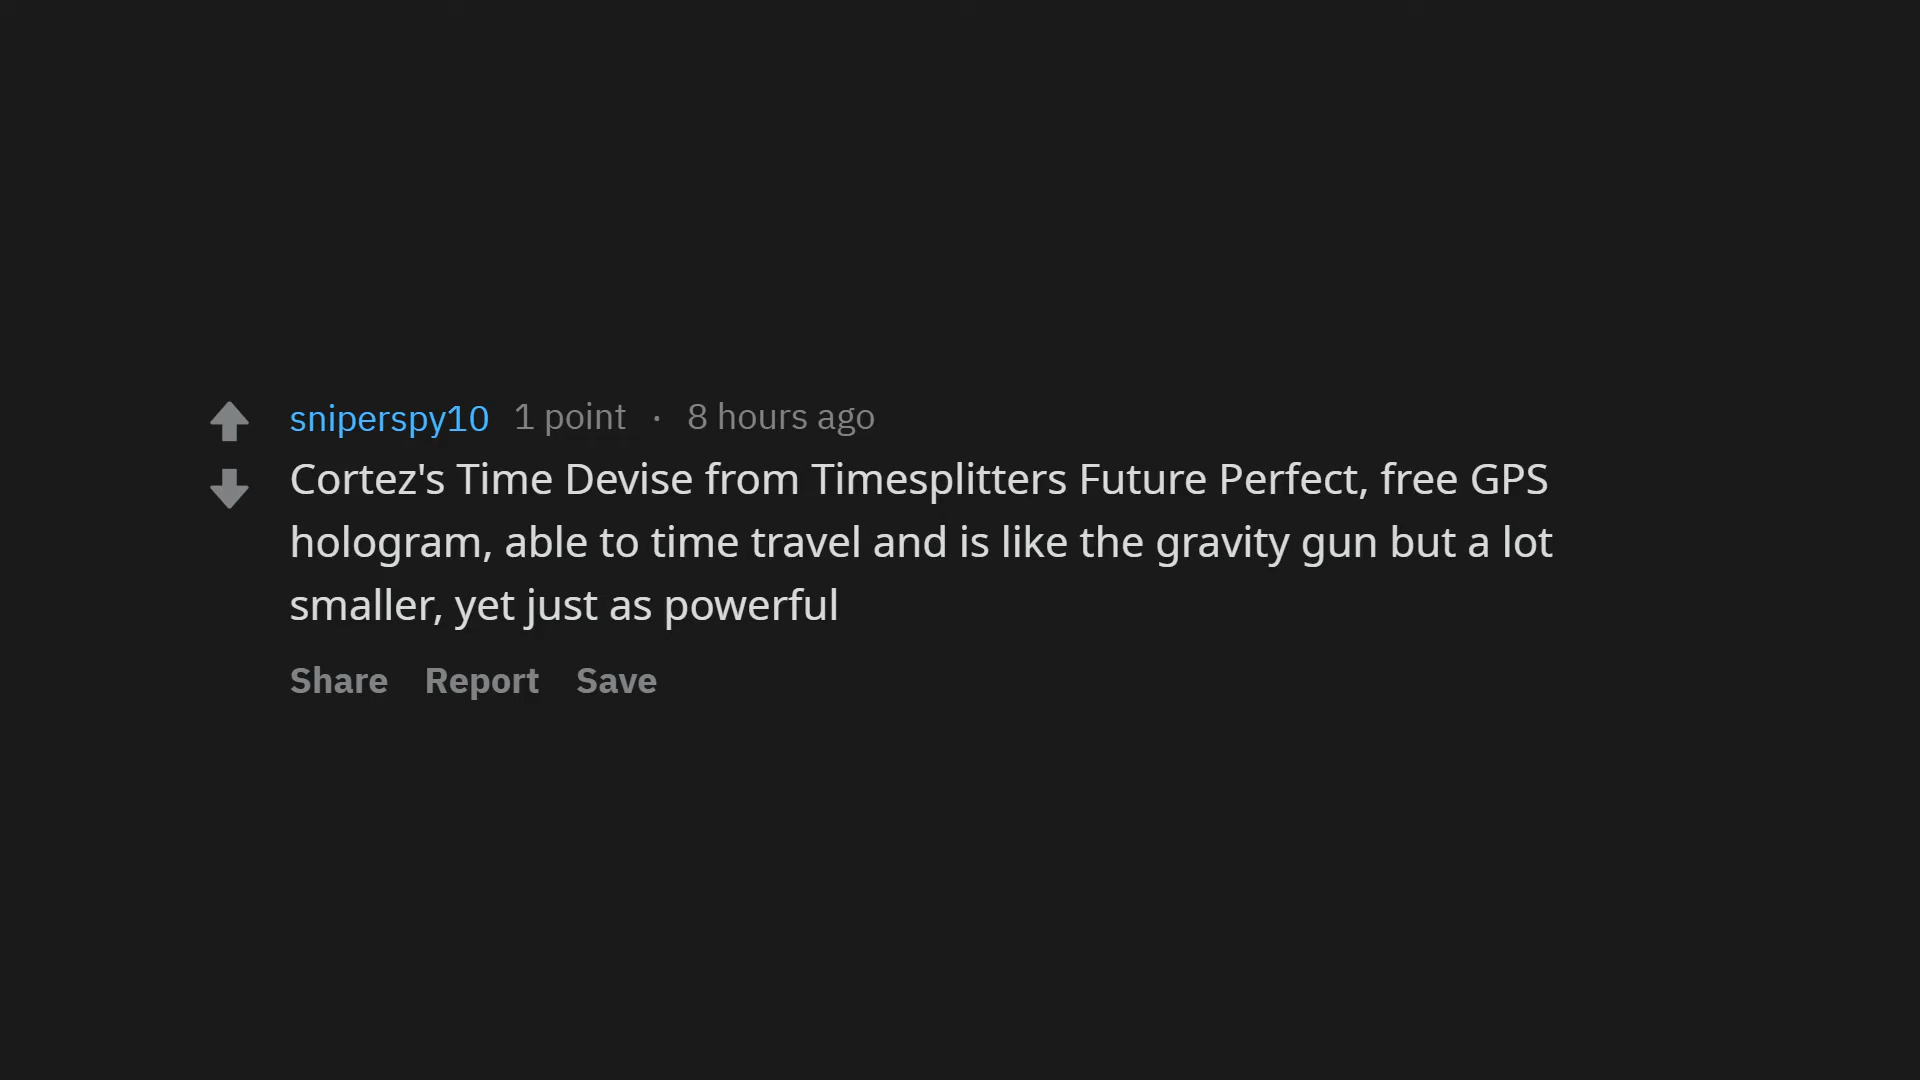 sniperspy10 1 point · 8 hours ago
Cortez's Time Devise from Timesplitters Future Perfect, free GPS
hologram, able to time travel and is like the gravity gun but a lot
smaller, yet just as powerful
Share Report Save